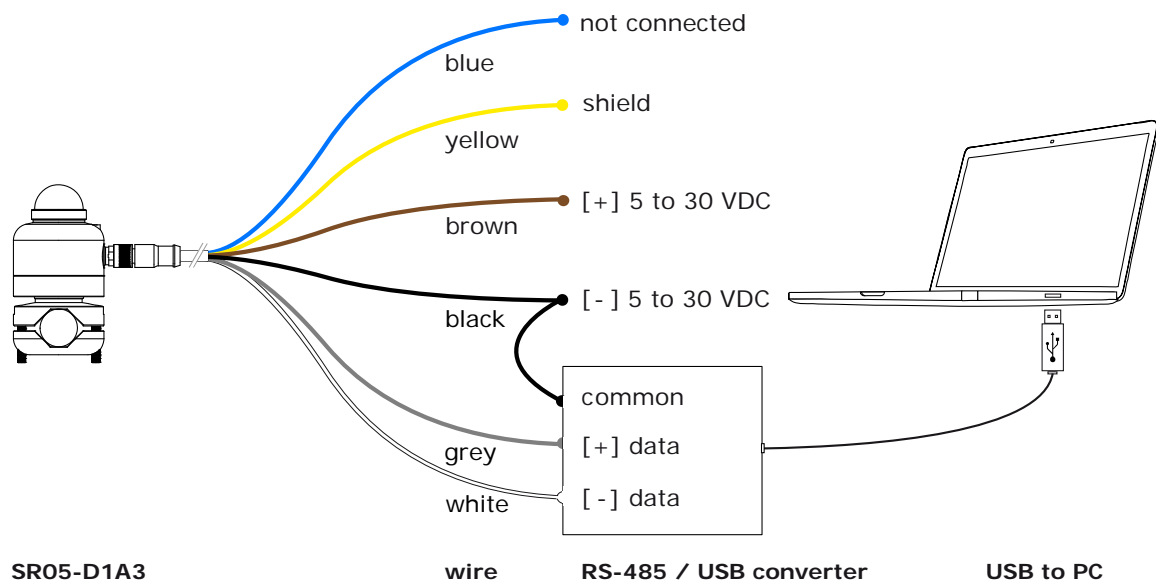 not connected
blue
shield
yellow
[+] 5 to 30 VDC
brown
[-] 5 to 30 VDC
black
common
grey
[+] data
white
[-] data
SR05-D1A3 wire RS-485 / USB converter USB to PC